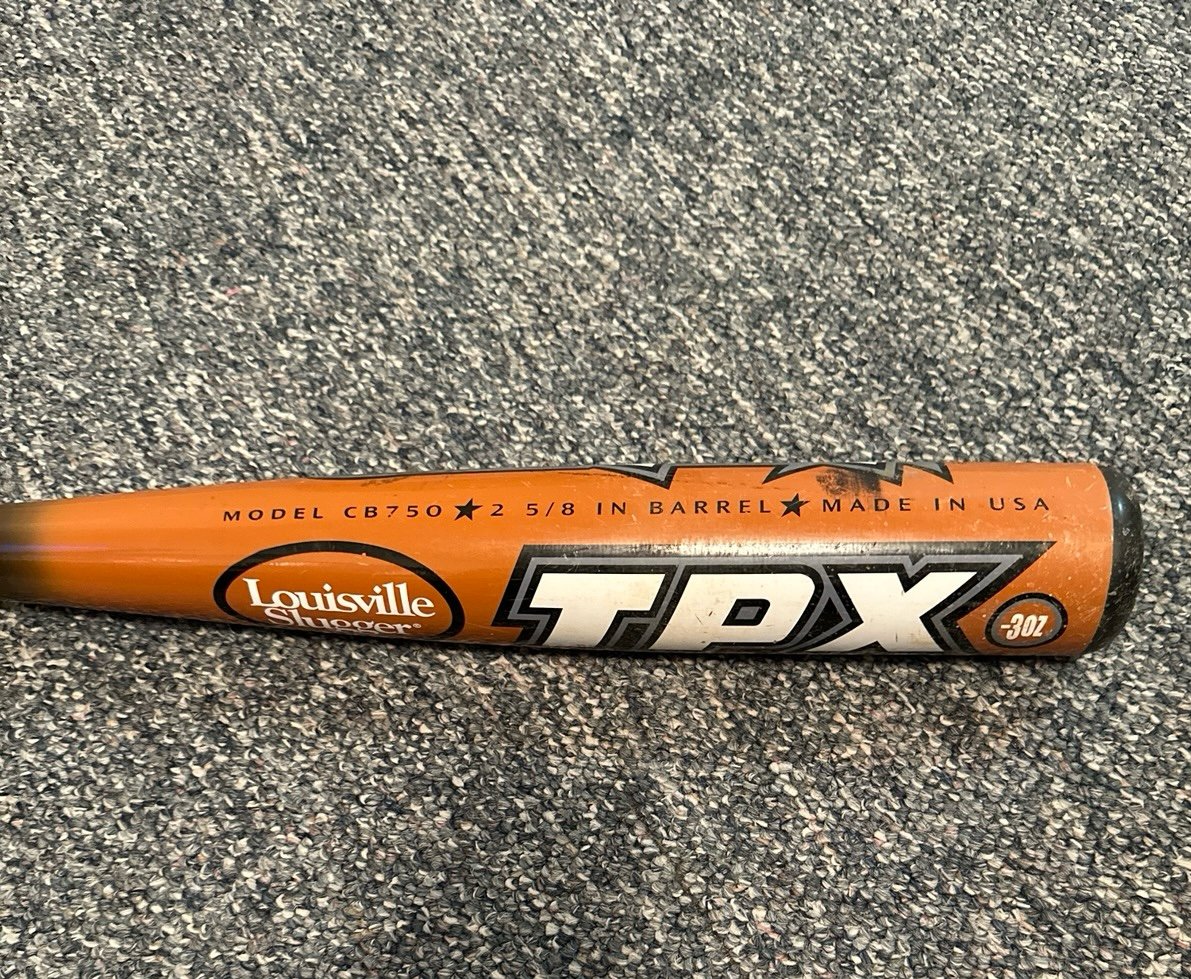 MODEL CB750 ★ 2 5/8 IN BARREL ★ MADE IN USA
Louisville
Slugger®
TPX
-3OZ